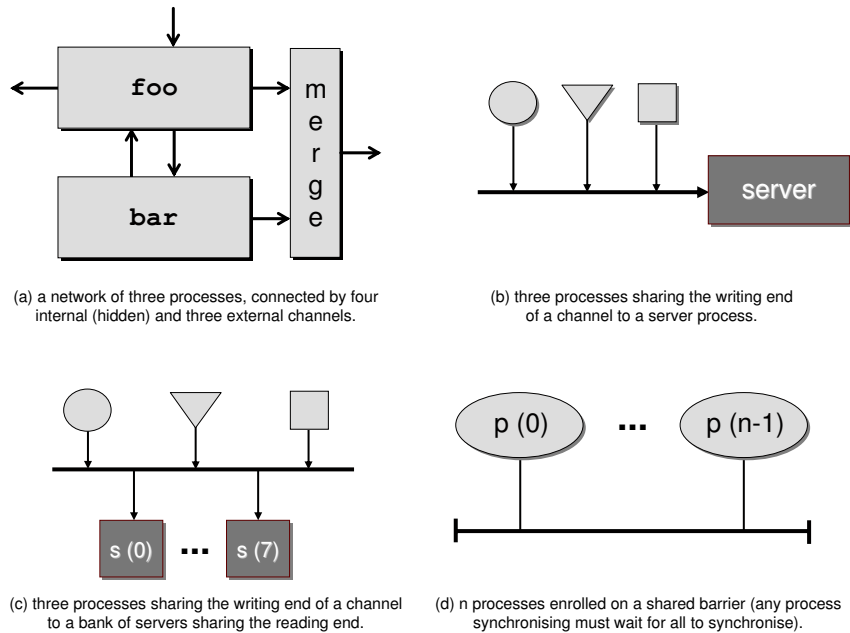 foo
m
e
r
g
e
bar
(a) a network of three processes, connected by four
internal (hidden) and three external channels.
server
(b) three processes sharing the writing end
of a channel to a server process.
s (0)
...
s (7)
(c) three processes sharing the writing end of a channel
to a bank of servers sharing the reading end.
p (0)
...
p (n-1)
(d) n processes enrolled on a shared barrier (any process
synchronising must wait for all to synchronise).